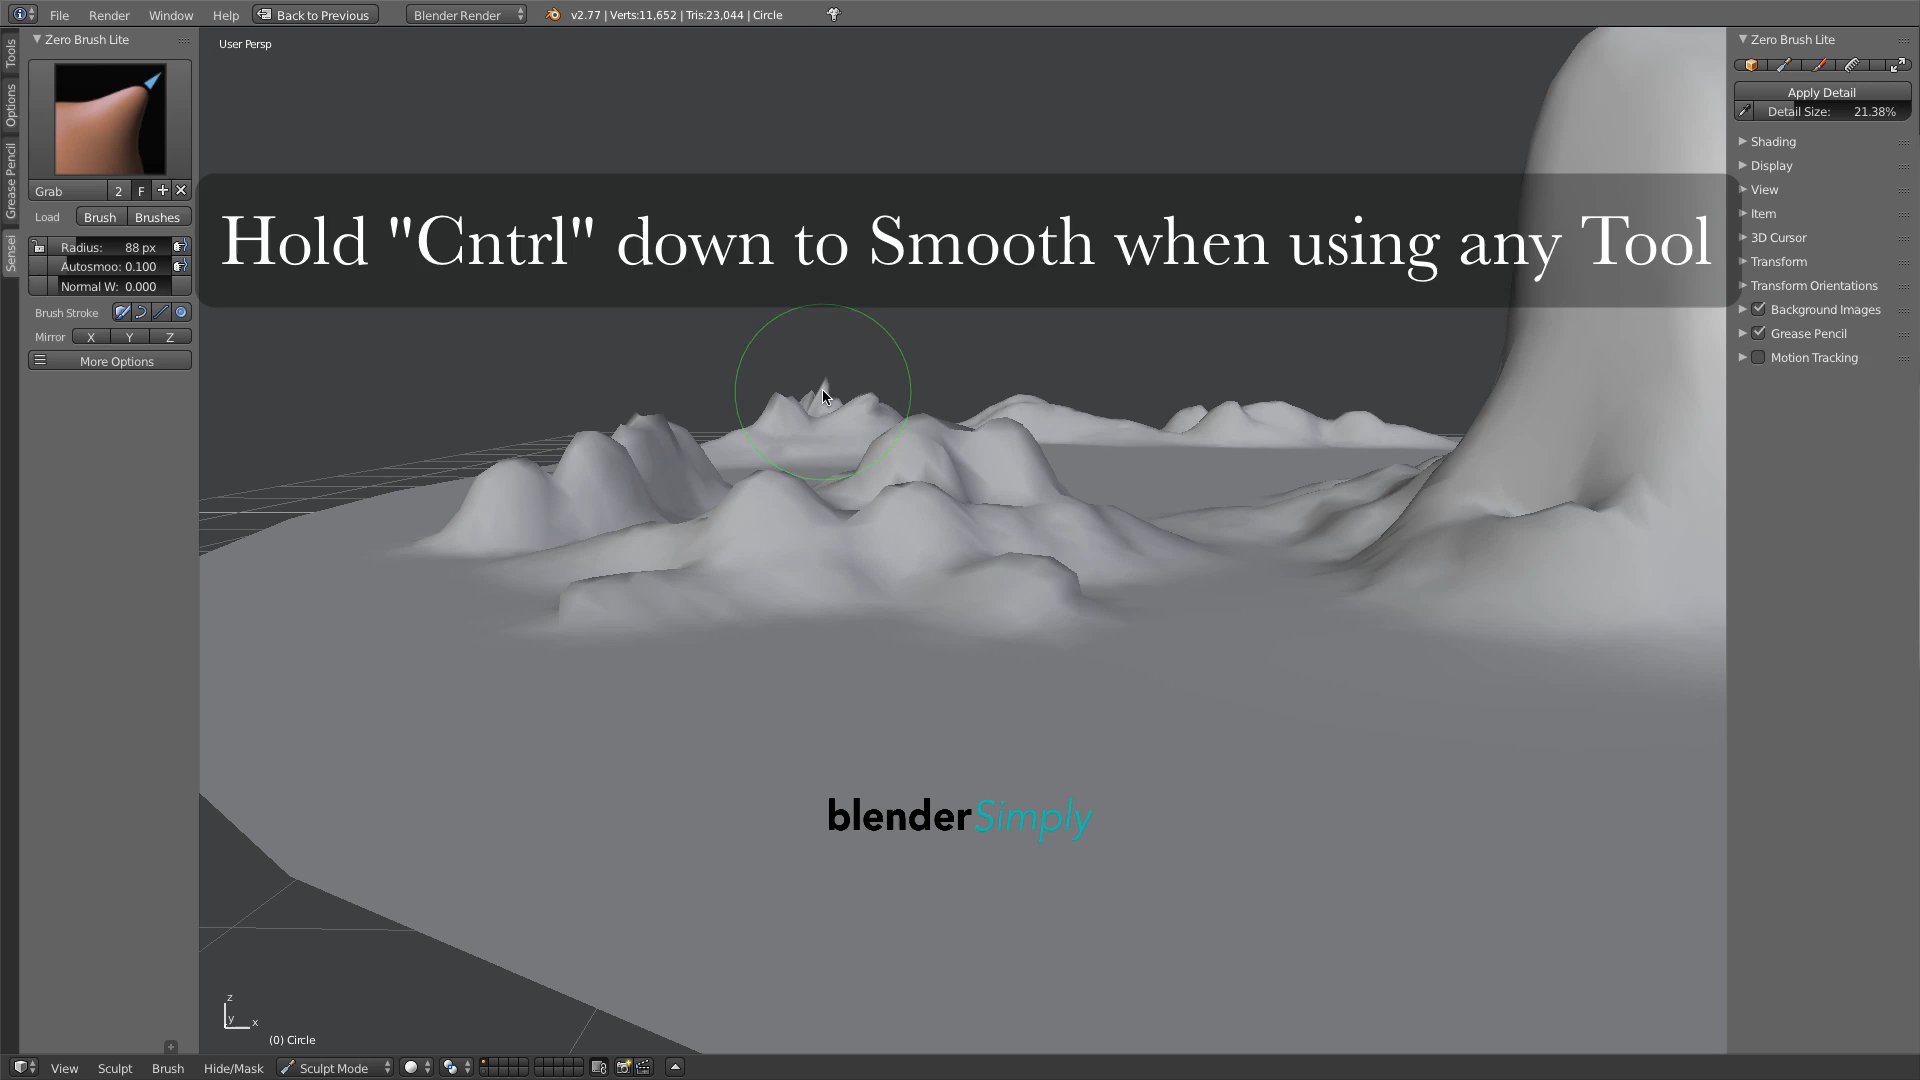 File Render Window Help Back to Previous Blender Render v2.77 | Verts:11,652 | Tris:23,044 | Circle
Tools
Options
Grease Pencil
Sensei
Zero Brush Lite
Grab 2 F
Load Brush Brushes
Radius: 88 px
Autosmoo: 0.100
Normal W: 0.000
Brush Stroke
Mirror X Y Z
More Options
User Persp
Hold "Cntrl" down to Smooth when using any Tool
blenderSimply
z
y x
(0) Circle
Zero Brush Lite
Apply Detail
Detail Size: 21.38%
Shading
Display
View
Item
3D Cursor
Transform
Transform Orientations
Background Images
Grease Pencil
Motion Tracking
View Sculpt Brush Hide/Mask Sculpt Mode